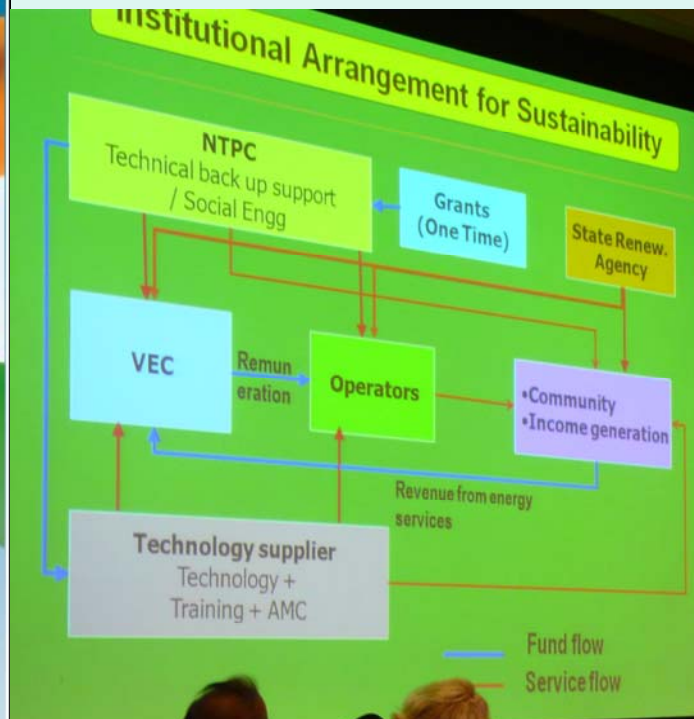 Institutional Arrangement for Sustainability
NTPC
Technical back up support
/ Social Engg
Grants
(One Time)
State Renew.
Agency
VEC
Remun
eration
Operators
•Community
•Income generation
Revenue from energy
services
Technology supplier
Technology +
Training + AMC
Fund flow
Service flow